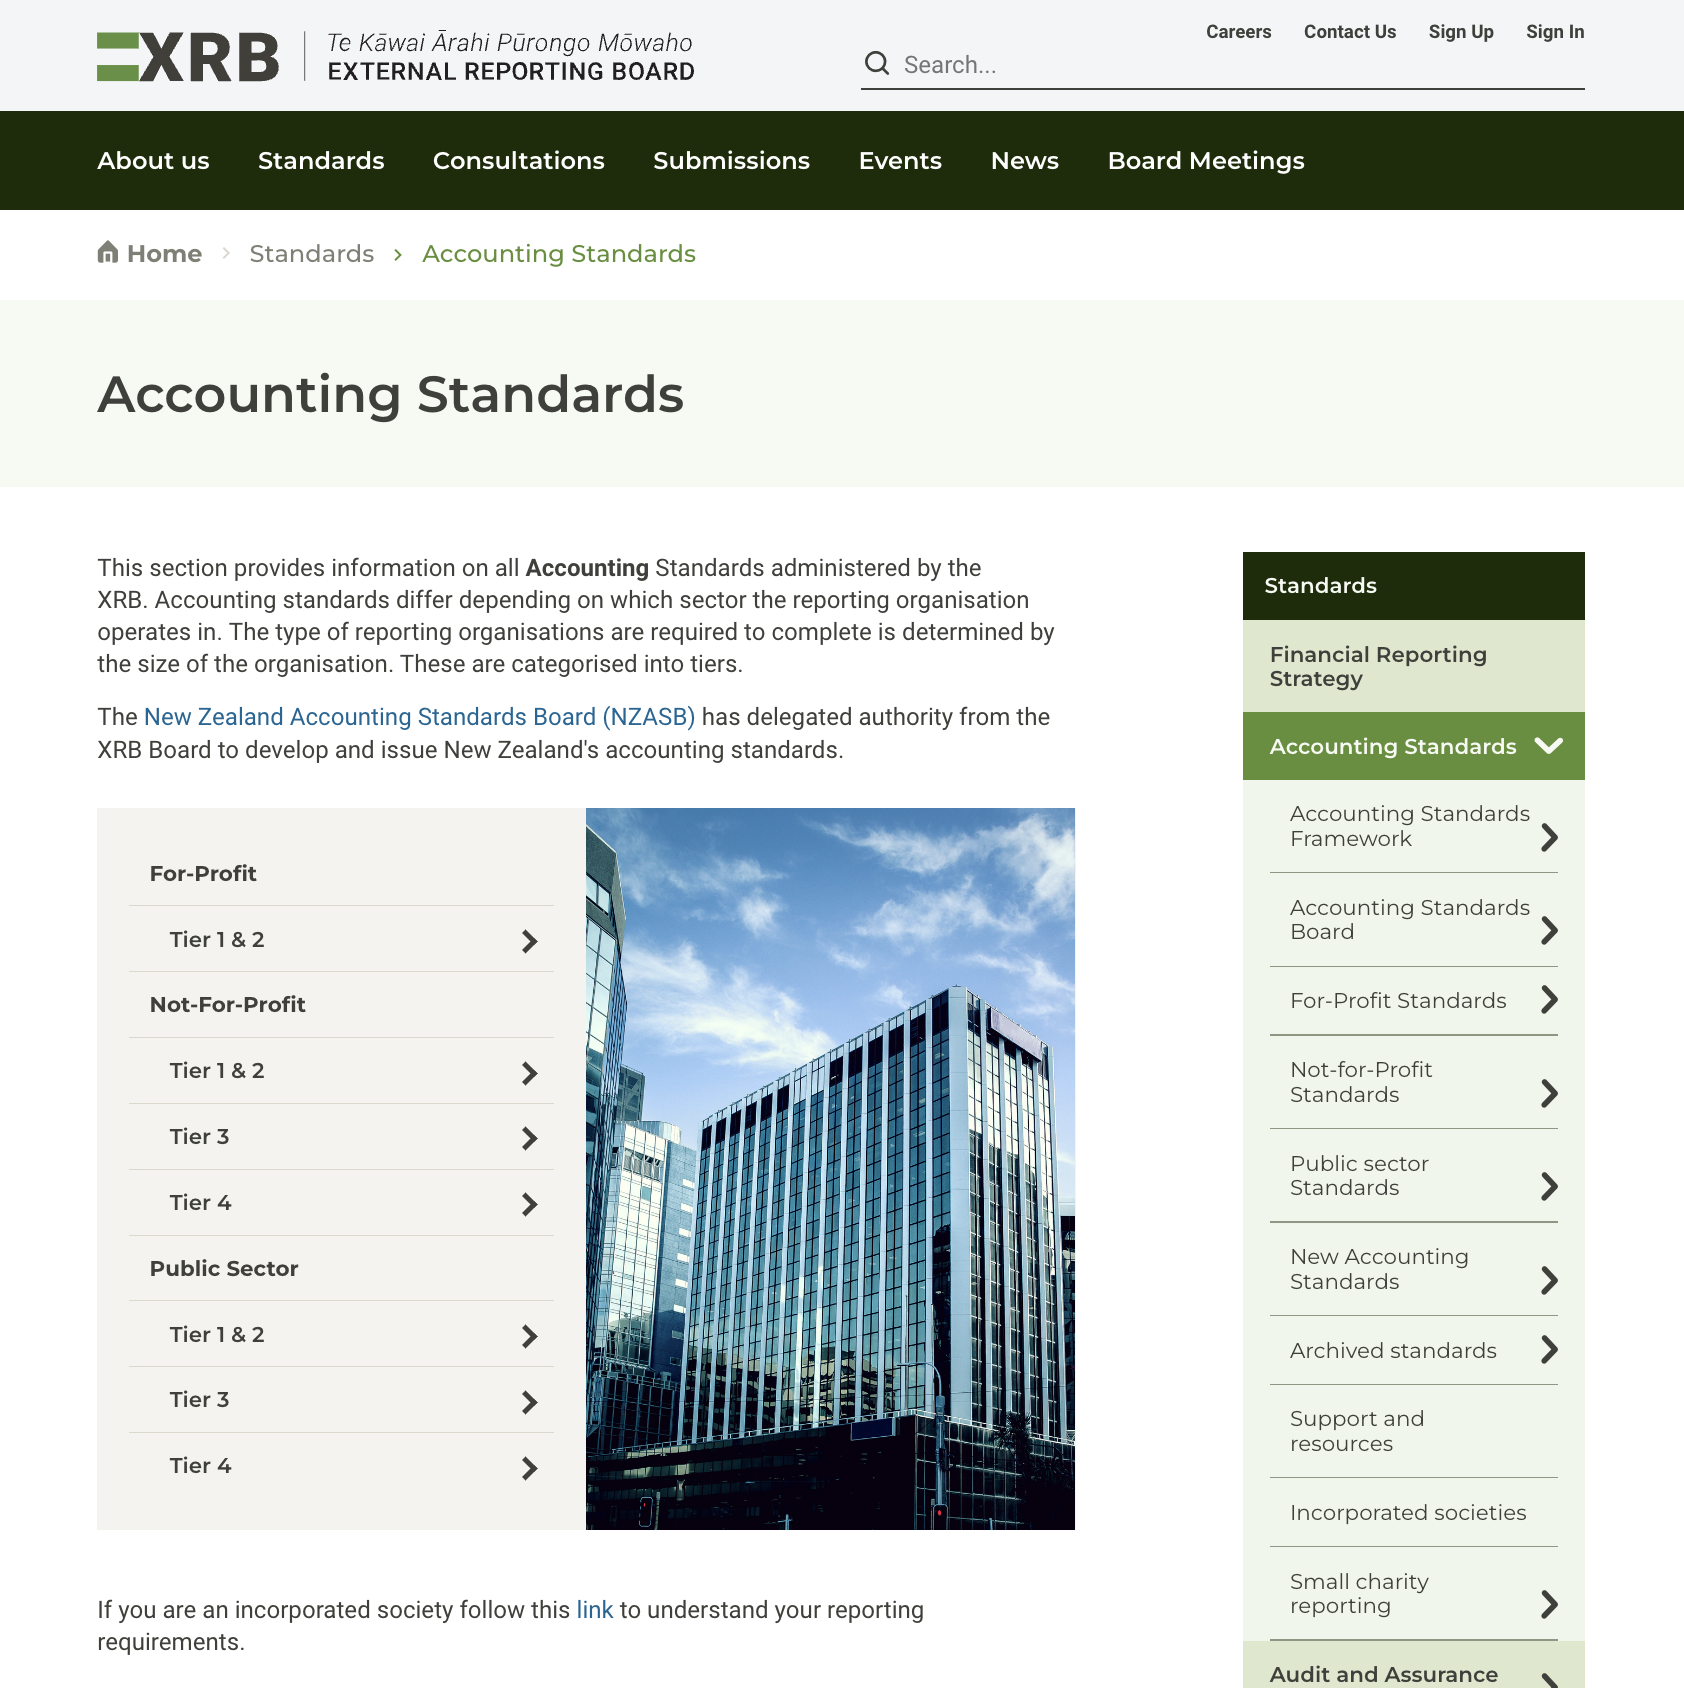 XRB
Te Kāwai Ārahi Pūrongo Mōwaho
EXTERNAL REPORTING BOARD
Careers
Contact Us
Sign Up
Sign In
Search...
About us
Standards
Consultations
Submissions
Events
News
Board Meetings
Home
Standards
Accounting Standards
Accounting Standards
This section provides information on all Accounting Standards administered by the
XRB. Accounting standards differ depending on which sector the reporting organisation
operates in. The type of reporting organisations are required to complete is determined by
the size of the organisation. These are categorised into tiers.
The New Zealand Accounting Standards Board (NZASB) has delegated authority from the
XRB Board to develop and issue New Zealand's accounting standards.
For-Profit
Tier 1 & 2
Not-For-Profit
Tier 1 & 2
Tier 3
Tier 4
Public Sector
Tier 1 & 2
Tier 3
Tier 4
If you are an incorporated society follow this link to understand your reporting
requirements.
Standards
Financial Reporting
Strategy
Accounting Standards
Accounting Standards
Framework
Accounting Standards
Board
For-Profit Standards
Not-for-Profit
Standards
Public sector
Standards
New Accounting
Standards
Archived standards
Support and
resources
Incorporated societies
Small charity
reporting
Audit and Assurance